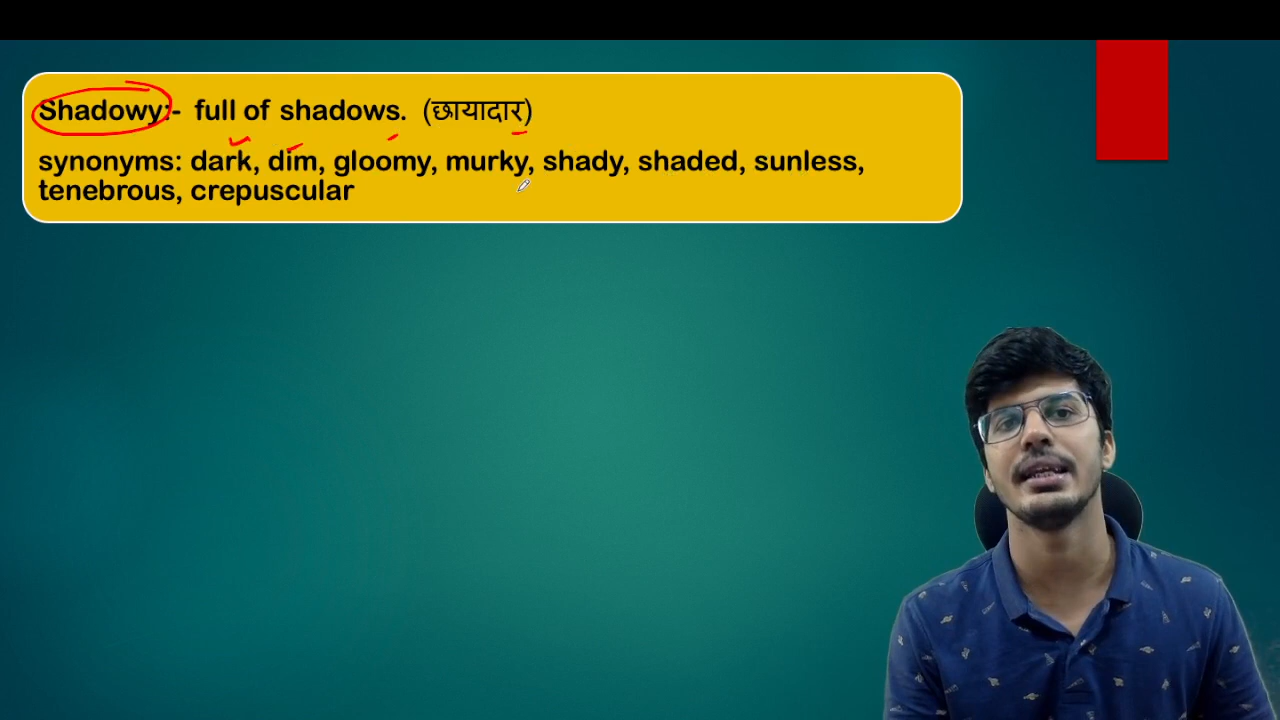 Shadowy:- full of shadows. (छायादार)
synonyms: dark, dim, gloomy, murky, shady, shaded, sunless,
tenebrous, crepuscular